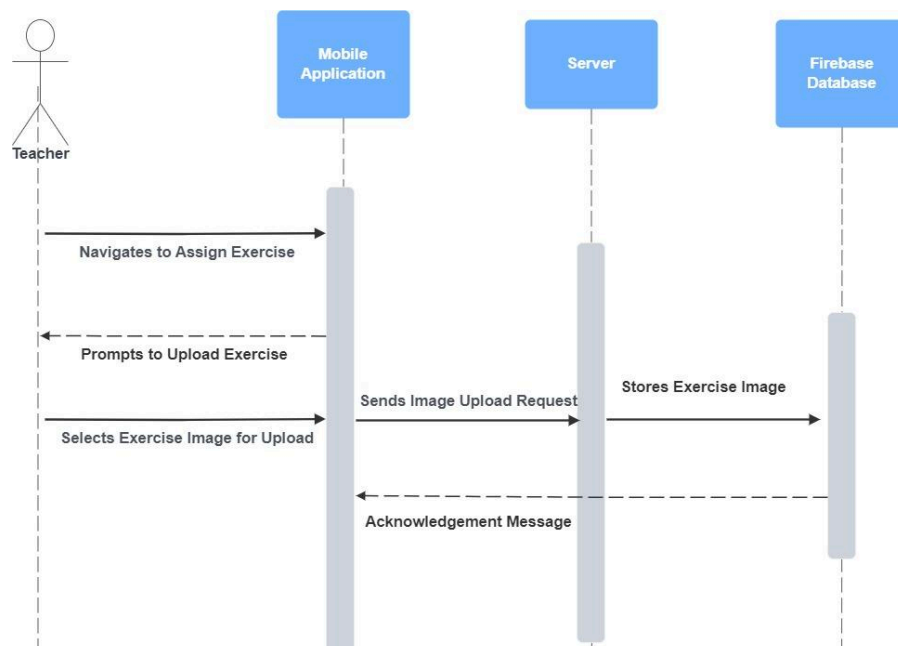 Mobile
Application
Server
Firebase
Database
Teacher
Navigates to Assign Exercise
Prompts to Upload Exercise
Sends Image Upload Request
Stores Exercise Image
Selects Exercise Image for Upload
Acknowledgement Message